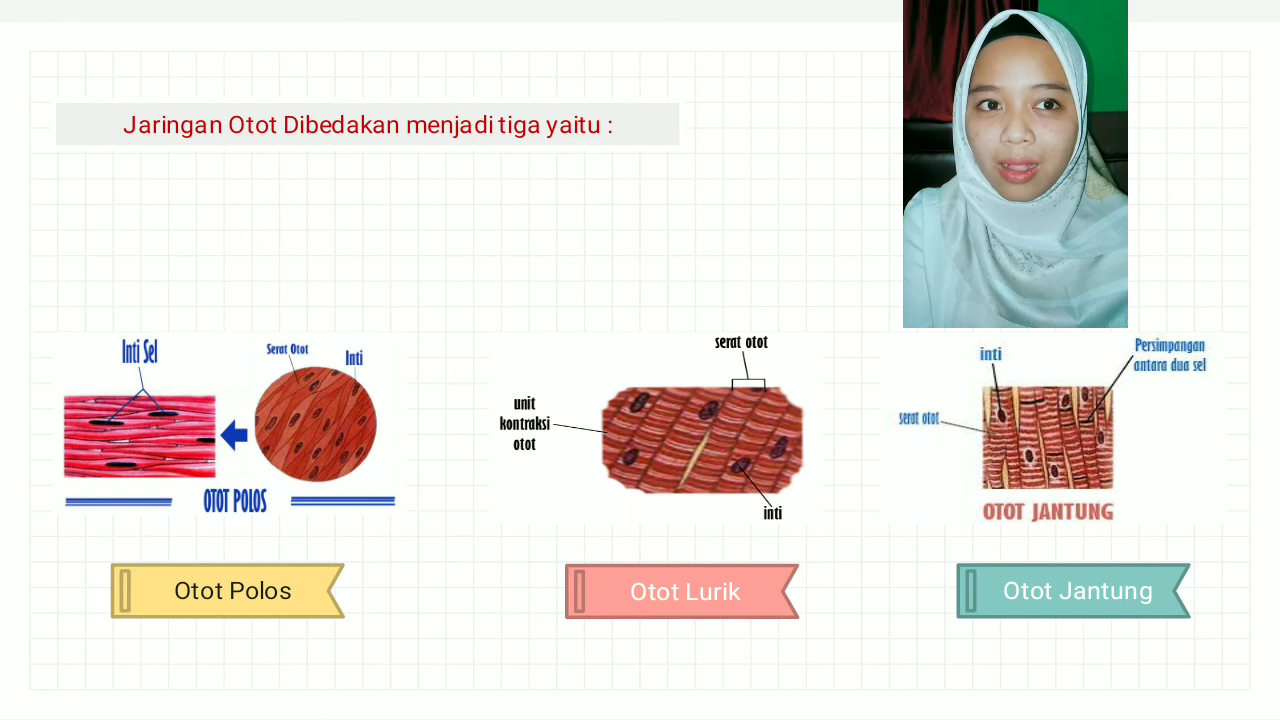 Jaringan Otot Dibedakan menjadi tiga yaitu :
Inti Sel
Serat Otot
Inti
OTOT POLOS
serat otot
unit
kontraksi
otot
inti
inti
Persimpangan
antara dua sel
serat otot
OTOT JANTUNG
Otot Polos
Otot Lurik
Otot Jantung